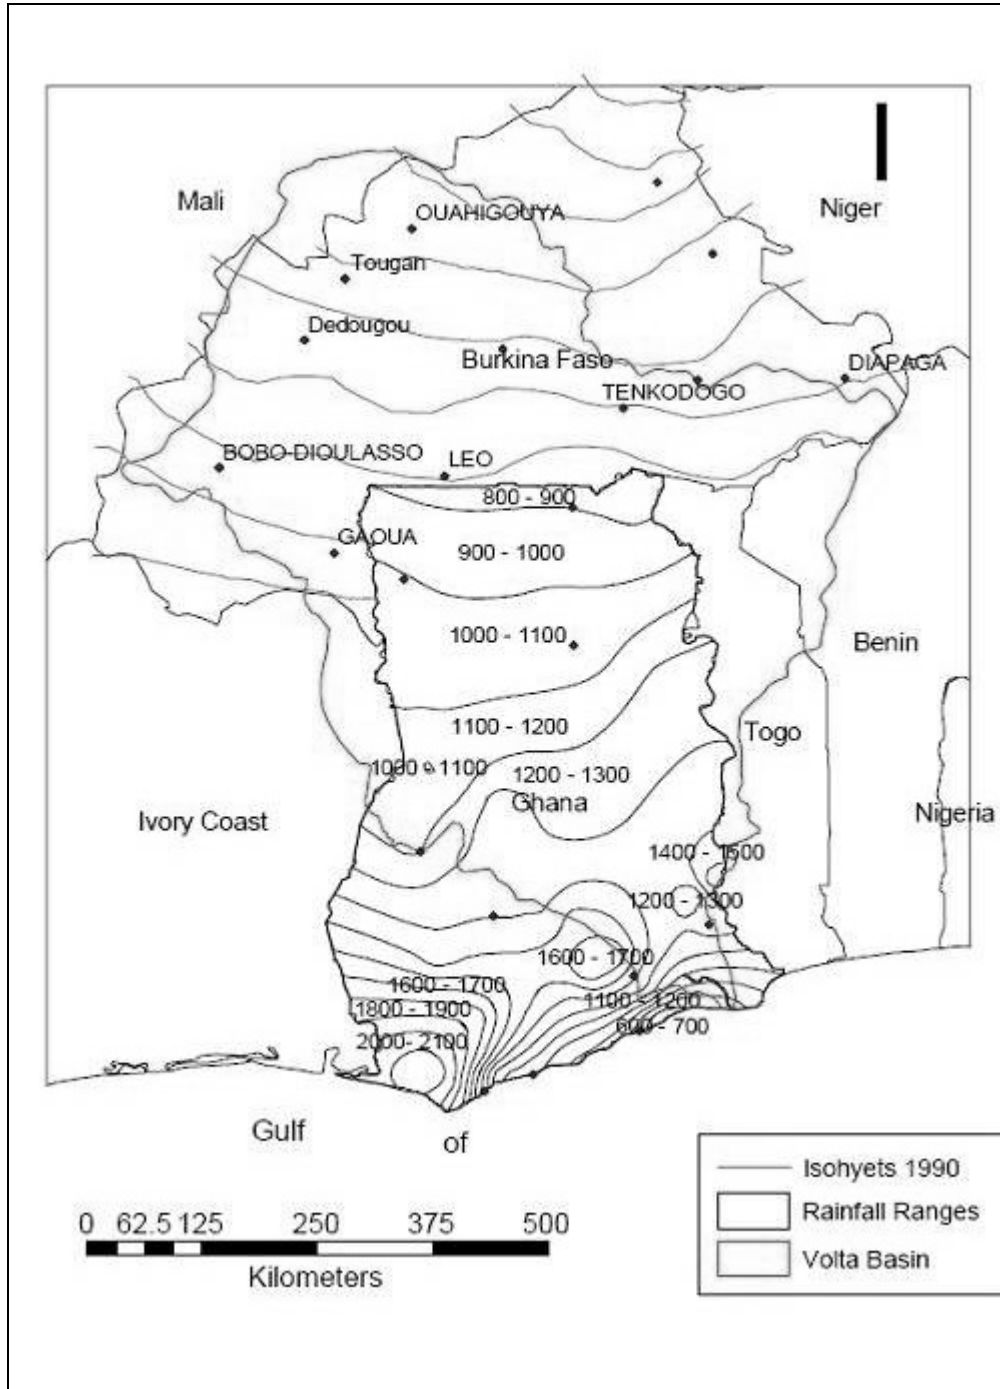 Mali
Niger
OUAHIGOUYA
Tougan
Dedougou
Burkina Faso
DIAPAGA
TENKODOGO
BOBO-DIOULASSO
LEO
800 - 900
GAOUA
900 - 1000
1000 - 1100
Benin
1100 - 1200
Togo
1000 - 1100
1200 - 1300
Ghana
Ivory Coast
Nigeria
1400 - 1500
1200 - 1300
1600 - 1700
1600 - 1700
1100 - 1200
1800 - 1900
600 - 700
2000- 2100
Gulf of
Isohyets 1990
Rainfall Ranges
Volta Basin
0 62.5 125 250 375 500
Kilometers